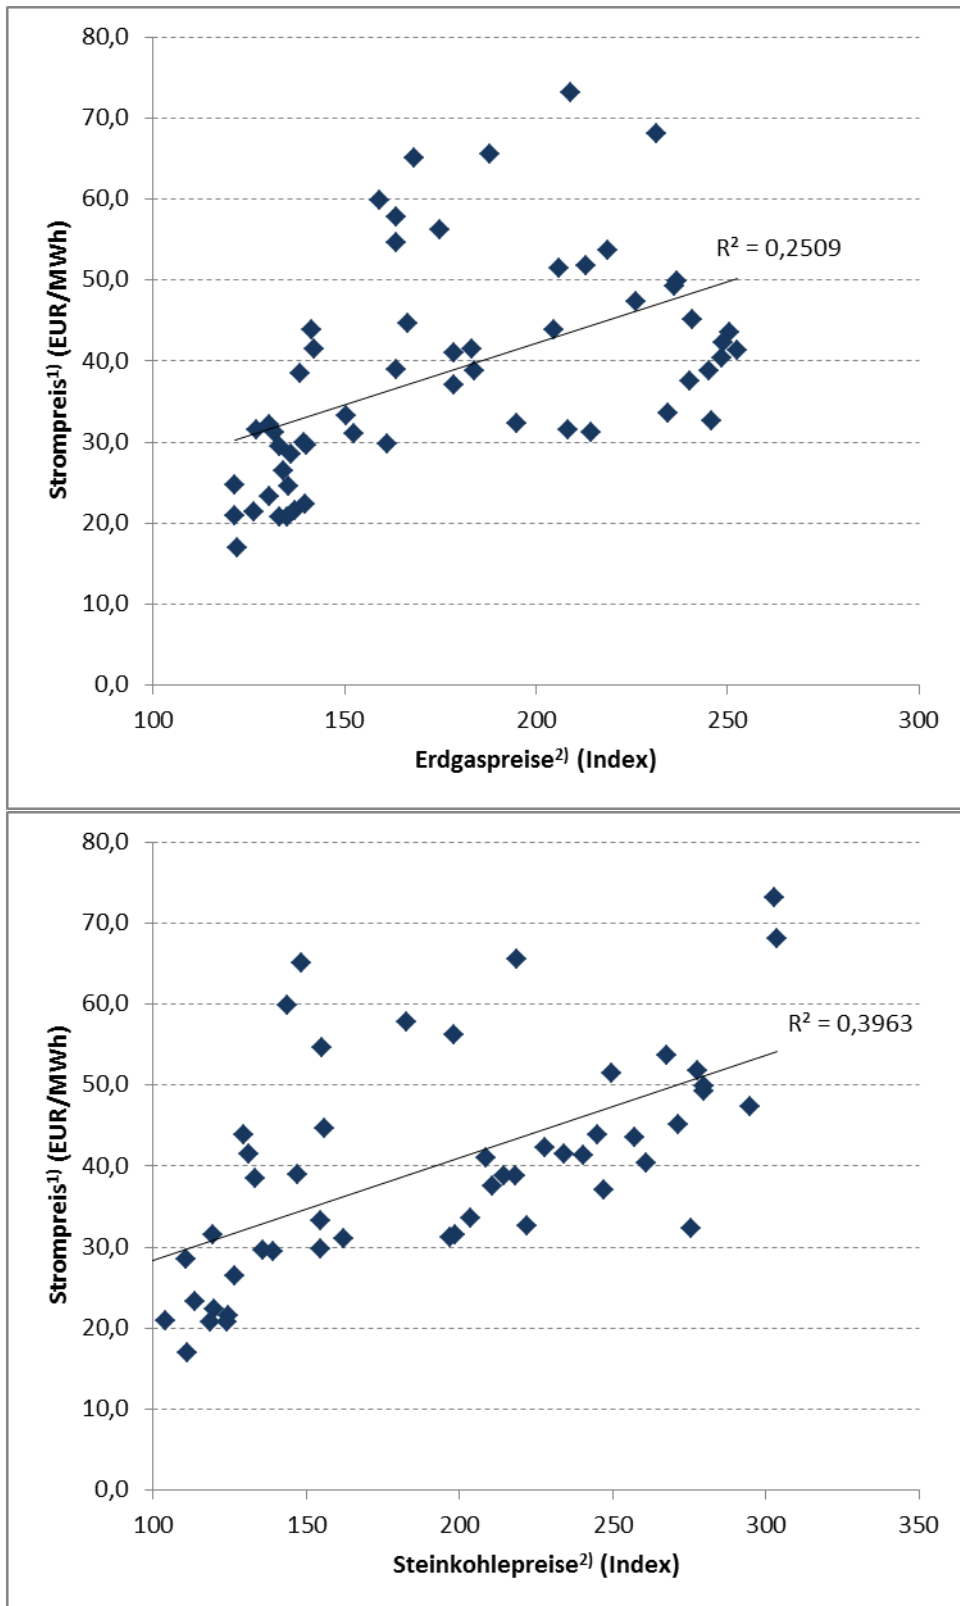 80,0
70,0
60,0
50,0
40,0
30,0
20,0
10,0
0,0
Strompreis¹⁾ (EUR/MWh)
R² = 0,2509
100 150 200 250 300
Erdgaspreise²⁾ (Index)
80,0
70,0
60,0
50,0
40,0
30,0
20,0
10,0
0,0
Strompreis¹⁾ (EUR/MWh)
R² = 0,3963
100 150 200 250 300 350
Steinkohlepreise²⁾ (Index)